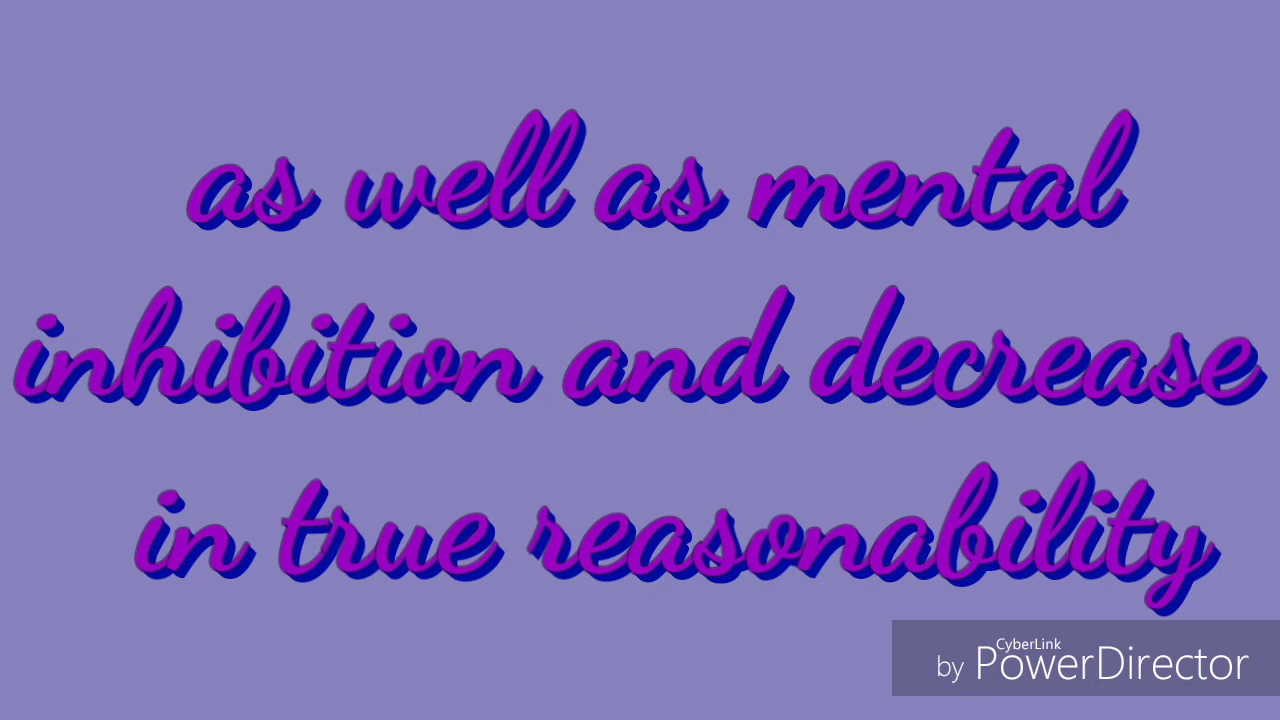 as well as mental
inhibition and decrease
in true reasonability
CyberLink
by PowerDirector